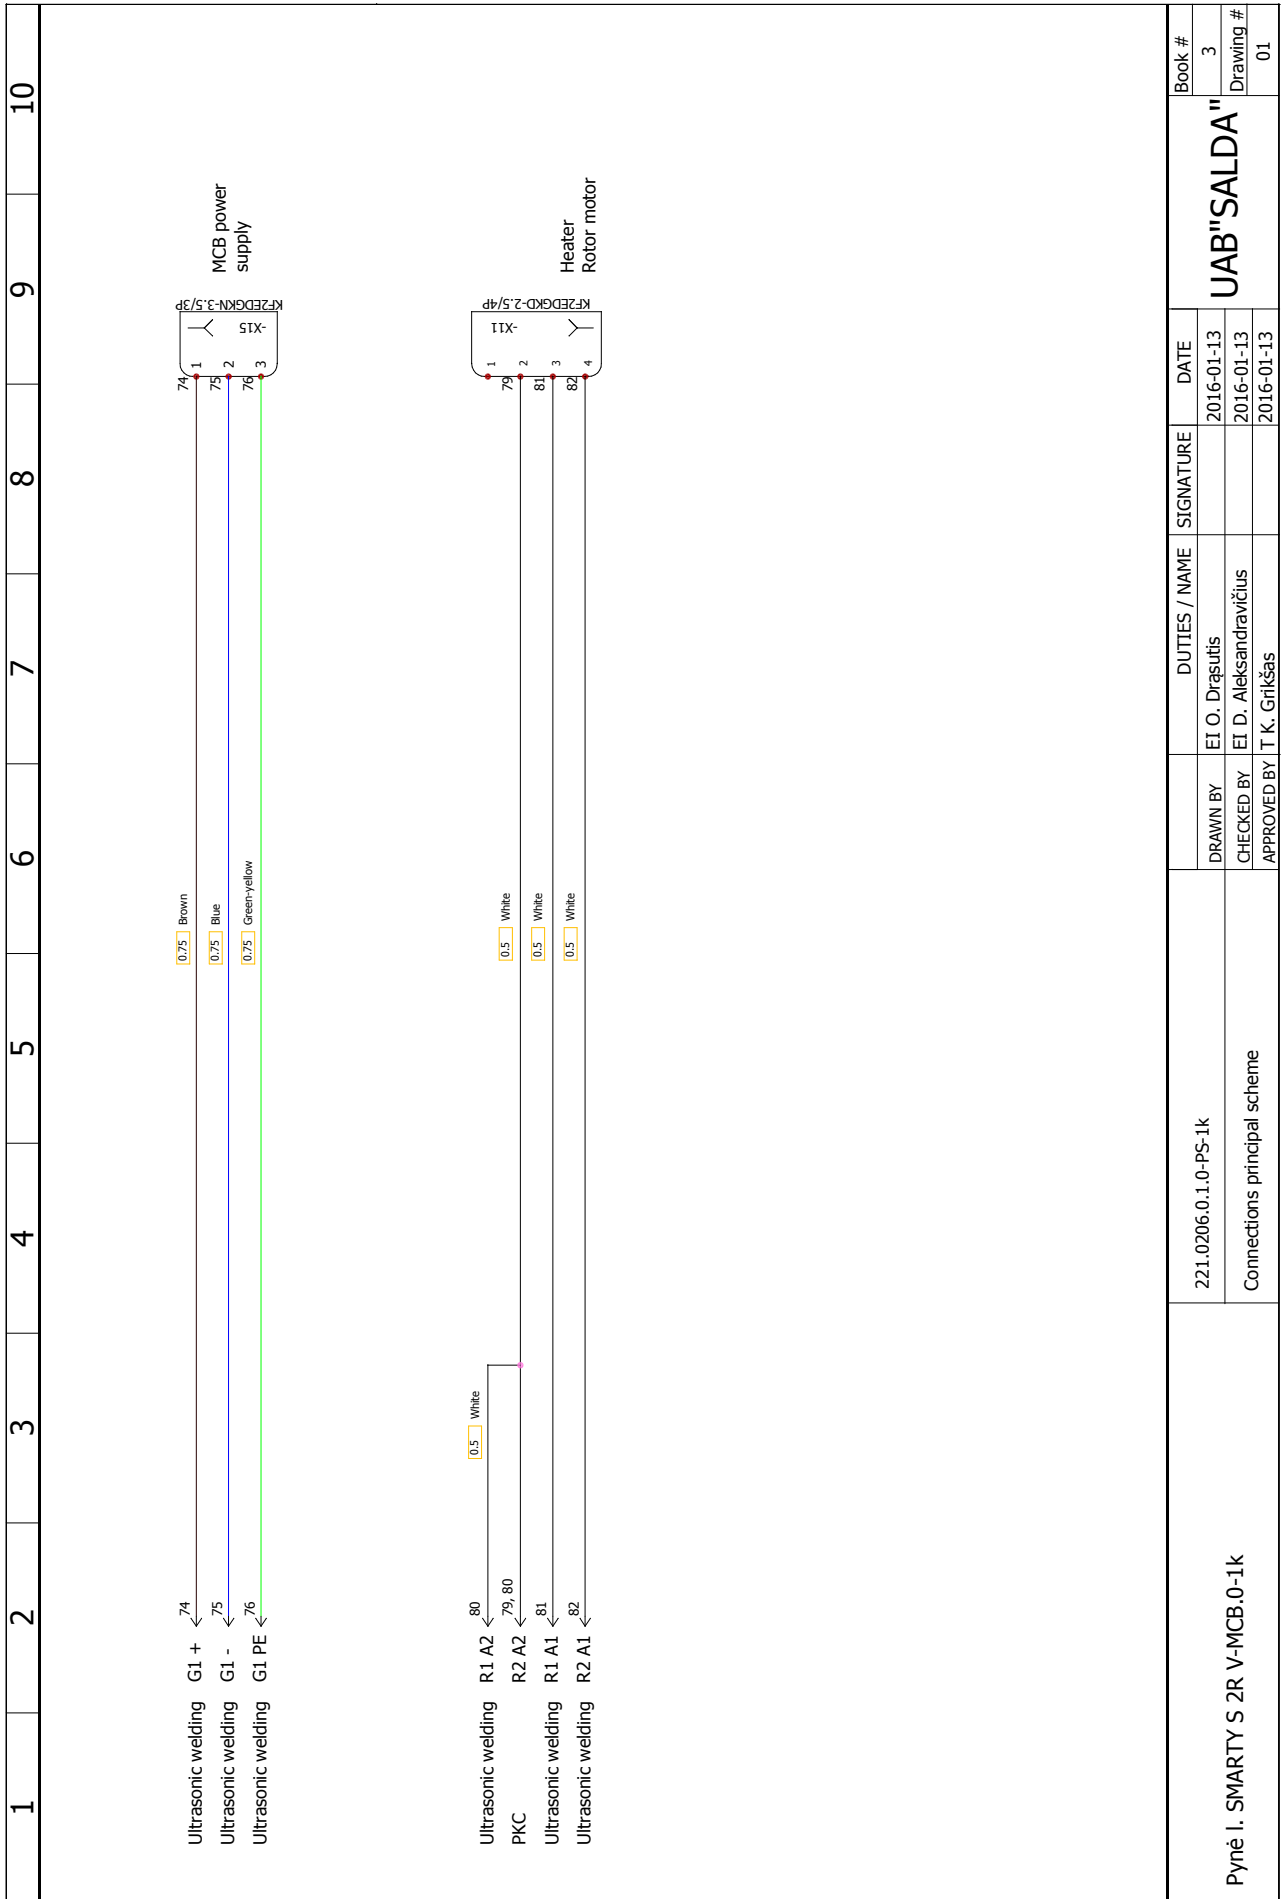 1 2 3 4 5 6 7 8 9 10
74 0.75 Brown 74 1
Ultrasonic welding G1 +
75 0.75 Blue 75 2
Ultrasonic welding G1 -
76 0.75 Green-yellow 76 3
Ultrasonic welding G1 PE
KF2EDGKN-3.5/3P
-X15
MCB power
supply
80 0.5 White 1
Ultrasonic welding R1 A2
79, 80 0.5 White 79 2
PKC R2 A2
81 0.5 White 81 3
Ultrasonic welding R1 A1
82 0.5 White 82 4
Ultrasonic welding R2 A1
KF2EDGKD-2.5/4P
-X11
Heater
Rotor motor
Pynė I. SMARTY S 2R V-MCB.0-1k
221.0206.0.1.0-PS-1k
Connections principal scheme
DUTIES / NAME SIGNATURE DATE
DRAWN BY EI O. Drąsutis 2016-01-13
CHECKED BY EI D. Aleksandravičius 2016-01-13
APPROVED BY T K. Grikšas 2016-01-13
UAB"SALDA"
Book #
3
Drawing #
01